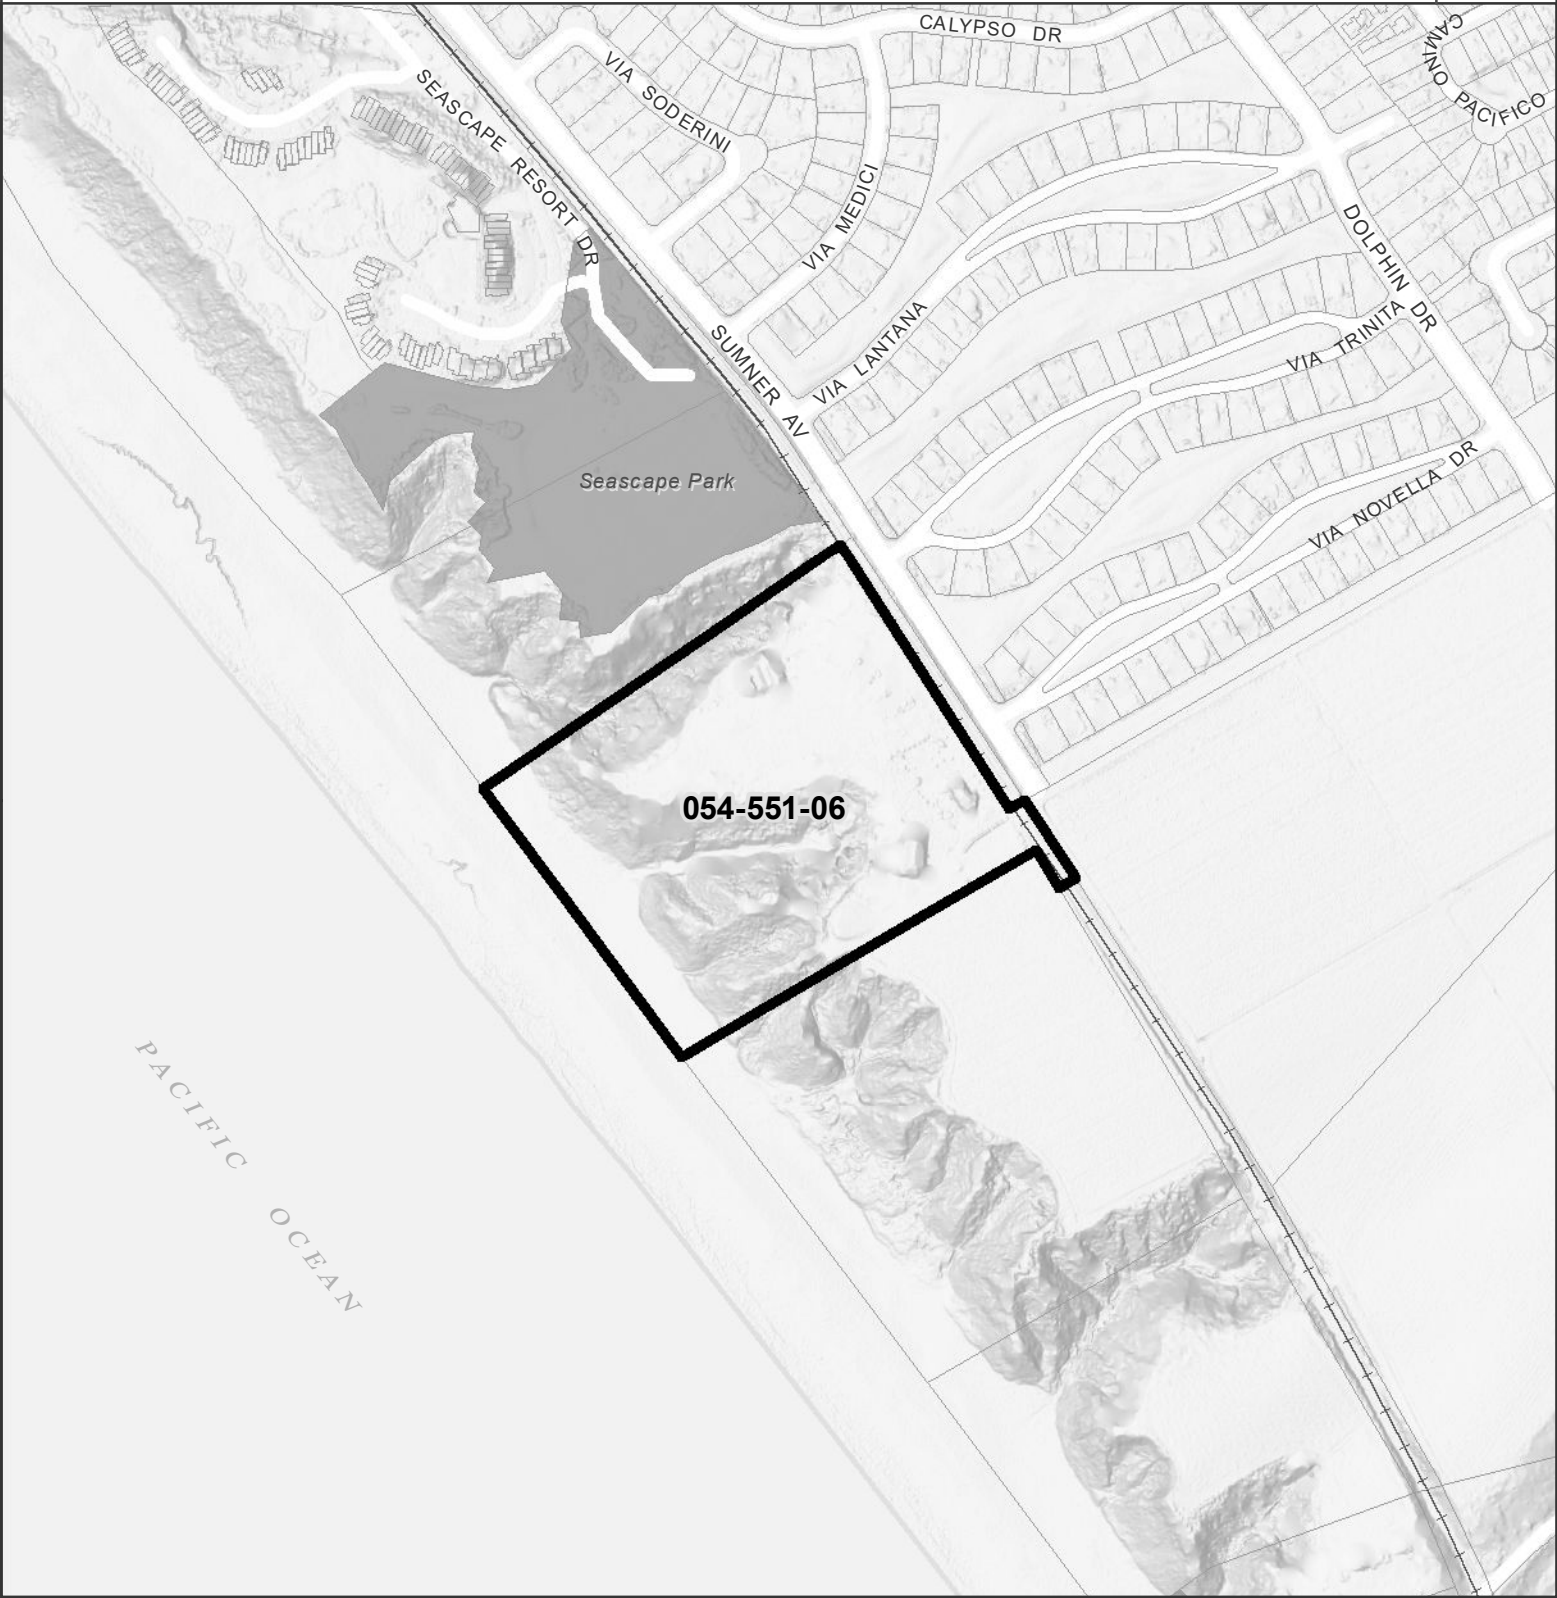 CALYPSO DR
CAMINO PACIFICO
VIA SODERINI
SEASCAPE RESORT DR
VIA MEDICI
DOLPHIN DR
VIA LANTANA
SUMNER AV
VIA TRINITA
Seascape Park
VIA NOVELLA DR
054-551-06
PACIFIC OCEAN